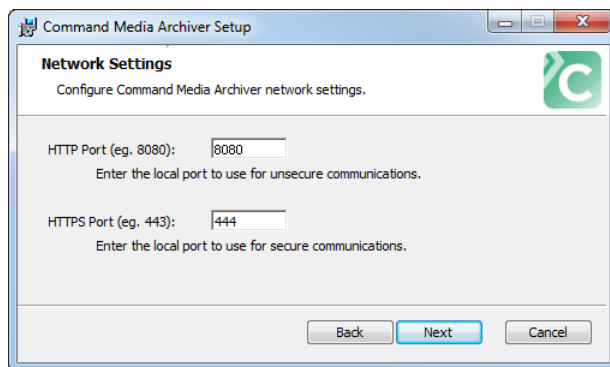 Command Media Archiver Setup
Network Settings
Configure Command Media Archiver network settings.
HTTP Port (eg. 8080): 8080
Enter the local port to use for unsecure communications.
HTTPS Port (eg. 443): 444
Enter the local port to use for secure communications.
Back Next Cancel